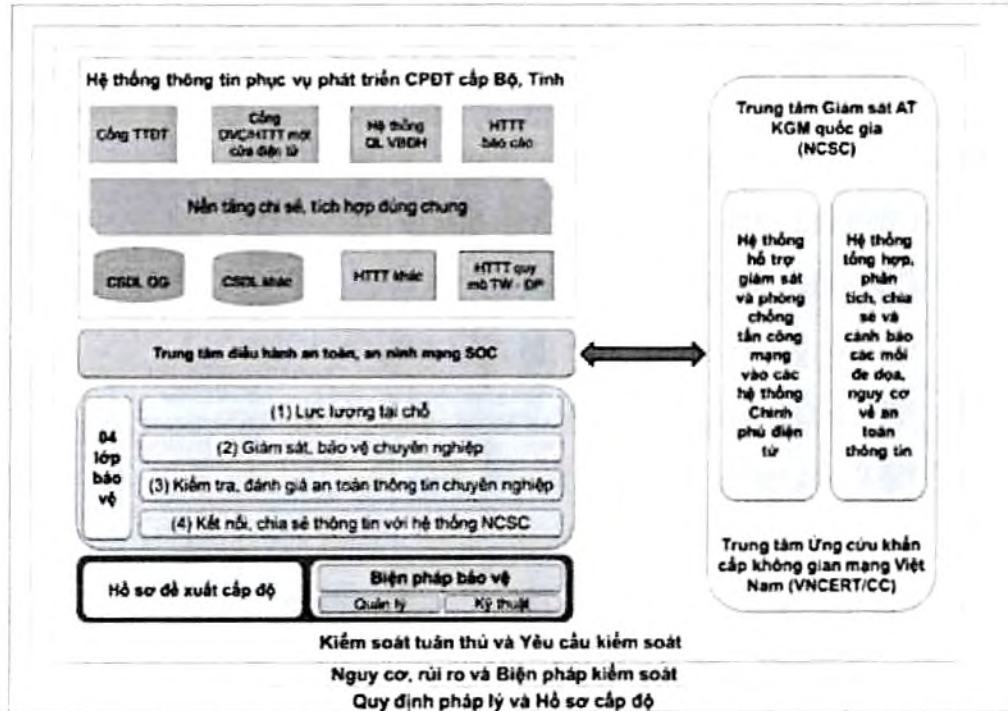 Hệ thống thông tin phục vụ phát triển CPĐT cấp Bộ, Tỉnh
Cổng TTĐT
Cổng
DVC/HTTT một
cửa điện tử
Hệ thống
QL VBĐH
HTTT
báo cáo
Nền tảng chia sẻ, tích hợp dùng chung
CSDL QG
CSDL khác
HTTT khác
HTTT quy
mô TW - ĐP
Trung tâm điều hành an toàn, an ninh mạng SOC
04
lớp
bảo
vệ
(1) Lực lượng tại chỗ
(2) Giám sát, bảo vệ chuyên nghiệp
(3) Kiểm tra, đánh giá an toàn thông tin chuyên nghiệp
(4) Kết nối, chia sẻ thông tin với hệ thống NCSC
Hồ sơ đề xuất cấp độ
Biện pháp bảo vệ
Quản lý
Kỹ thuật
Kiểm soát tuân thủ và Yêu cầu kiểm soát
Nguy cơ, rủi ro và Biện pháp kiểm soát
Quy định pháp lý và Hồ sơ cấp độ
Trung tâm Giám sát AT
KGM quốc gia
(NCSC)
Hệ thống
hỗ trợ
giám sát
và phòng
chống
tấn công
mạng
vào các
hệ thống
Chính
phủ điện
tử
Hệ thống
tổng hợp,
phân
tích, chia
sẻ và
cảnh báo
các mối
đe dọa,
nguy cơ
về an
toàn
thông tin
Trung tâm Ứng cứu khẩn
cấp không gian mạng Việt
Nam (VNCERT/CC)